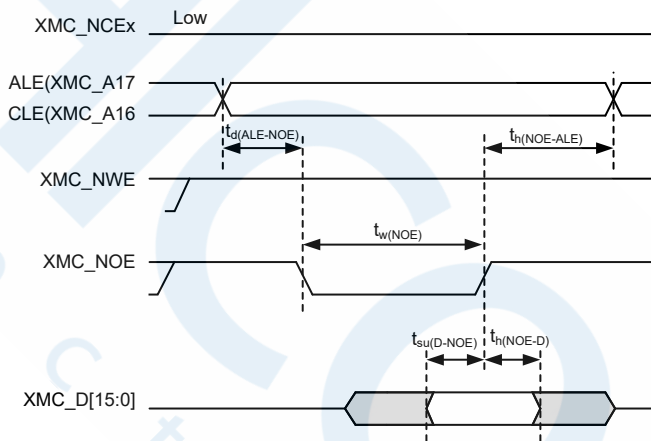 XMC_NCEx
Low
ALE(XMC_A17
CLE(XMC_A16
td(ALE-NOE)
th(NOE-ALE)
XMC_NWE
tw(NOE)
XMC_NOE
tsu(D-NOE)
th(NOE-D)
XMC_D[15:0]